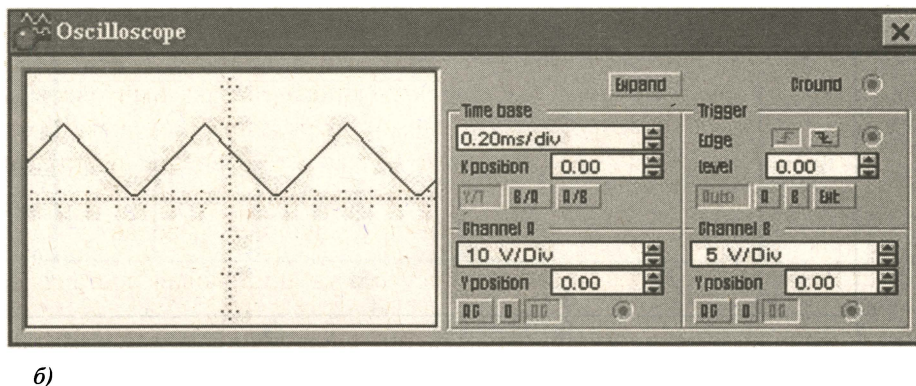 Oscilloscope
Expand
Ground
Time base
0.20ms/div
X position 0.00
Y/T B/A A/B
Trigger
Edge
level 0.00
Auto A B Ext
Channel A
10 V/Div
Y position 0.00
AC 0 DC
Channel B
5 V/Div
Y position 0.00
AC 0 DC
б)